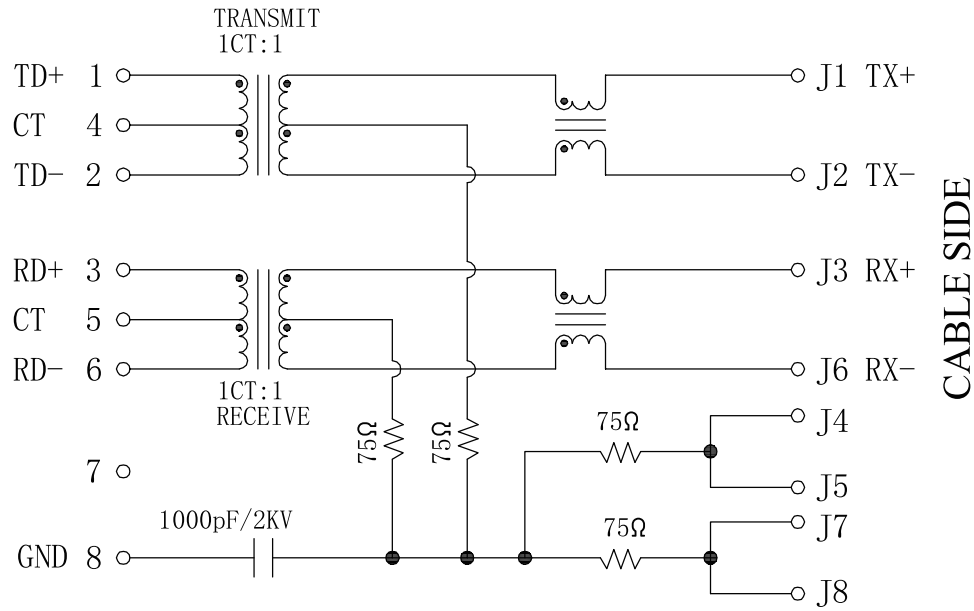 TRANSMIT
1CT:1
TD+ 1
J1 TX+
CT 4
TD- 2
J2 TX-
RD+ 3
J3 RX+
CT 5
RD- 6
J6 RX-
CABLE SIDE
1CT:1
RECEIVE
75Ω
75Ω
75Ω
J4
7
J5
1000pF/2KV
75Ω
J7
GND 8
J8